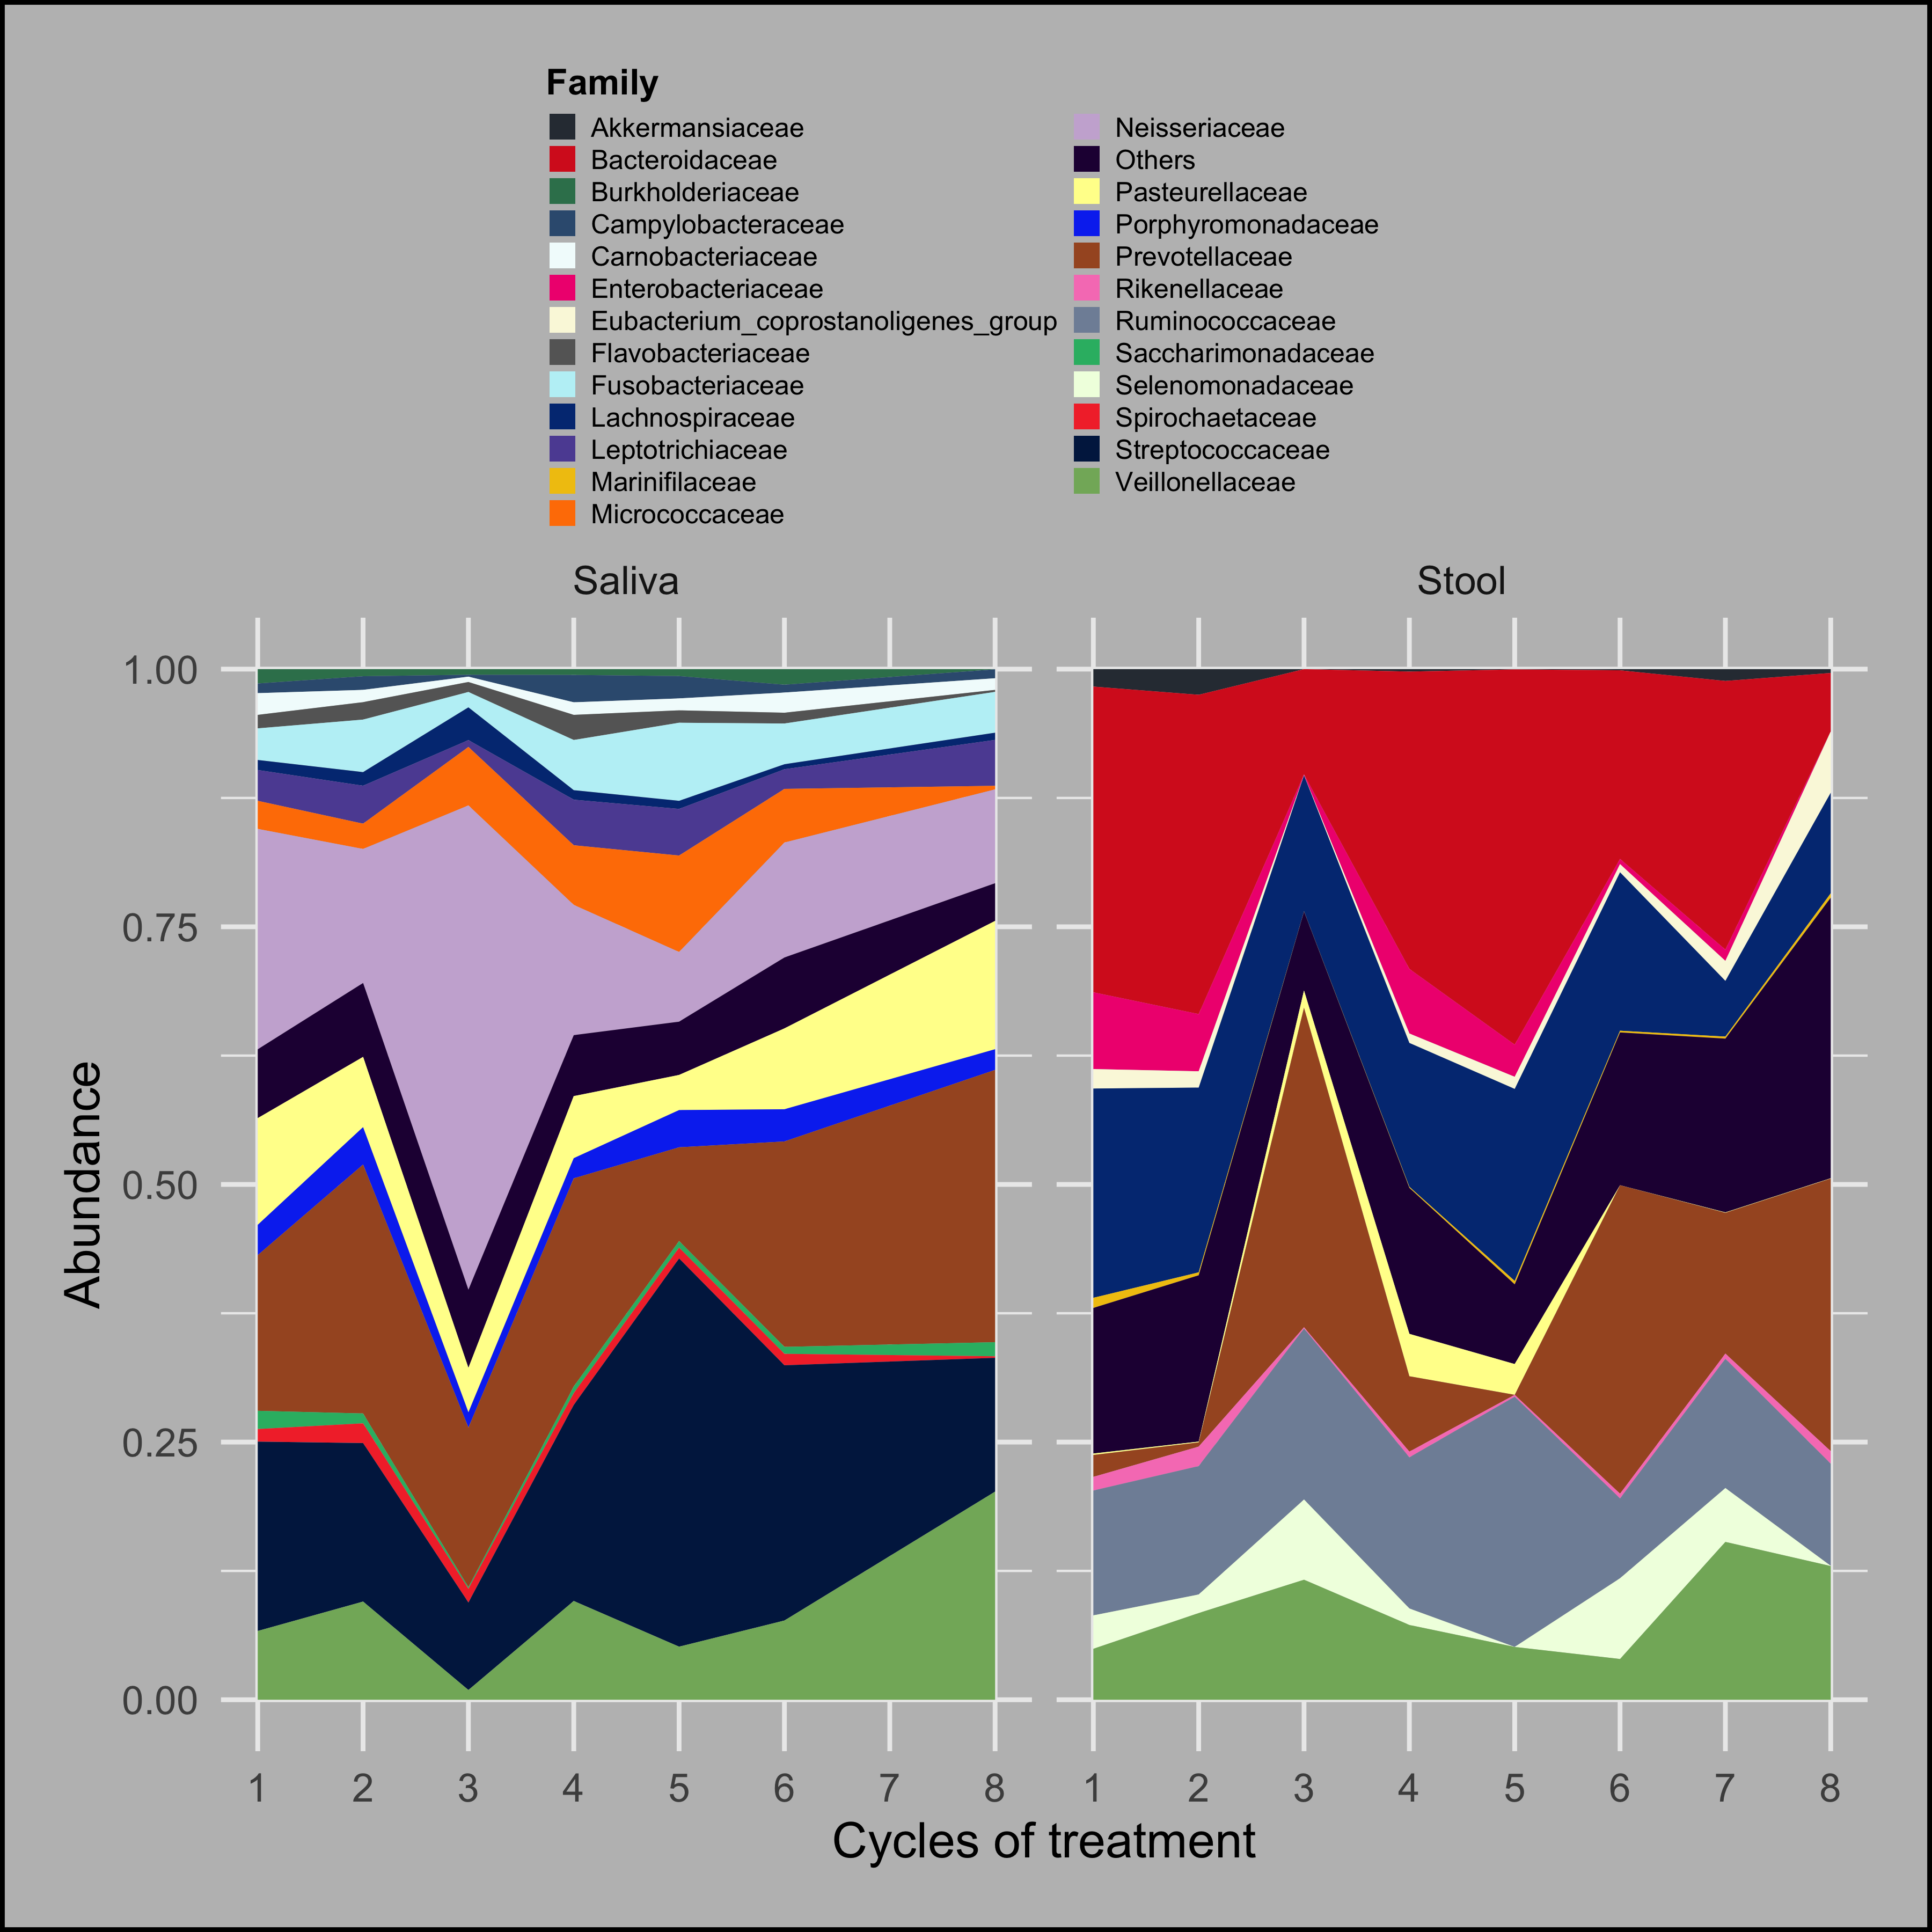 Family
Akkermansiaceae
Bacteroidaceae
Burkholderiaceae
Campylobacteraceae
Carnobacteriaceae
Enterobacteriaceae
Eubacterium_coprostanoligenes_group
Flavobacteriaceae
Fusobacteriaceae
Lachnospiraceae
Leptotrichiaceae
Marinifilaceae
Micrococcaceae
Neisseriaceae
Others
Pasteurellaceae
Porphyromonadaceae
Prevotellaceae
Rikenellaceae
Ruminococcaceae
Saccharimonadaceae
Selenomonadaceae
Spirochaetaceae
Streptococcaceae
Veillonellaceae
Saliva
Stool
Abundance
1.00
0.75
0.50
0.25
0.00
1 2 3 4 5 6 7 8
1 2 3 4 5 6 7 8
Cycles of treatment